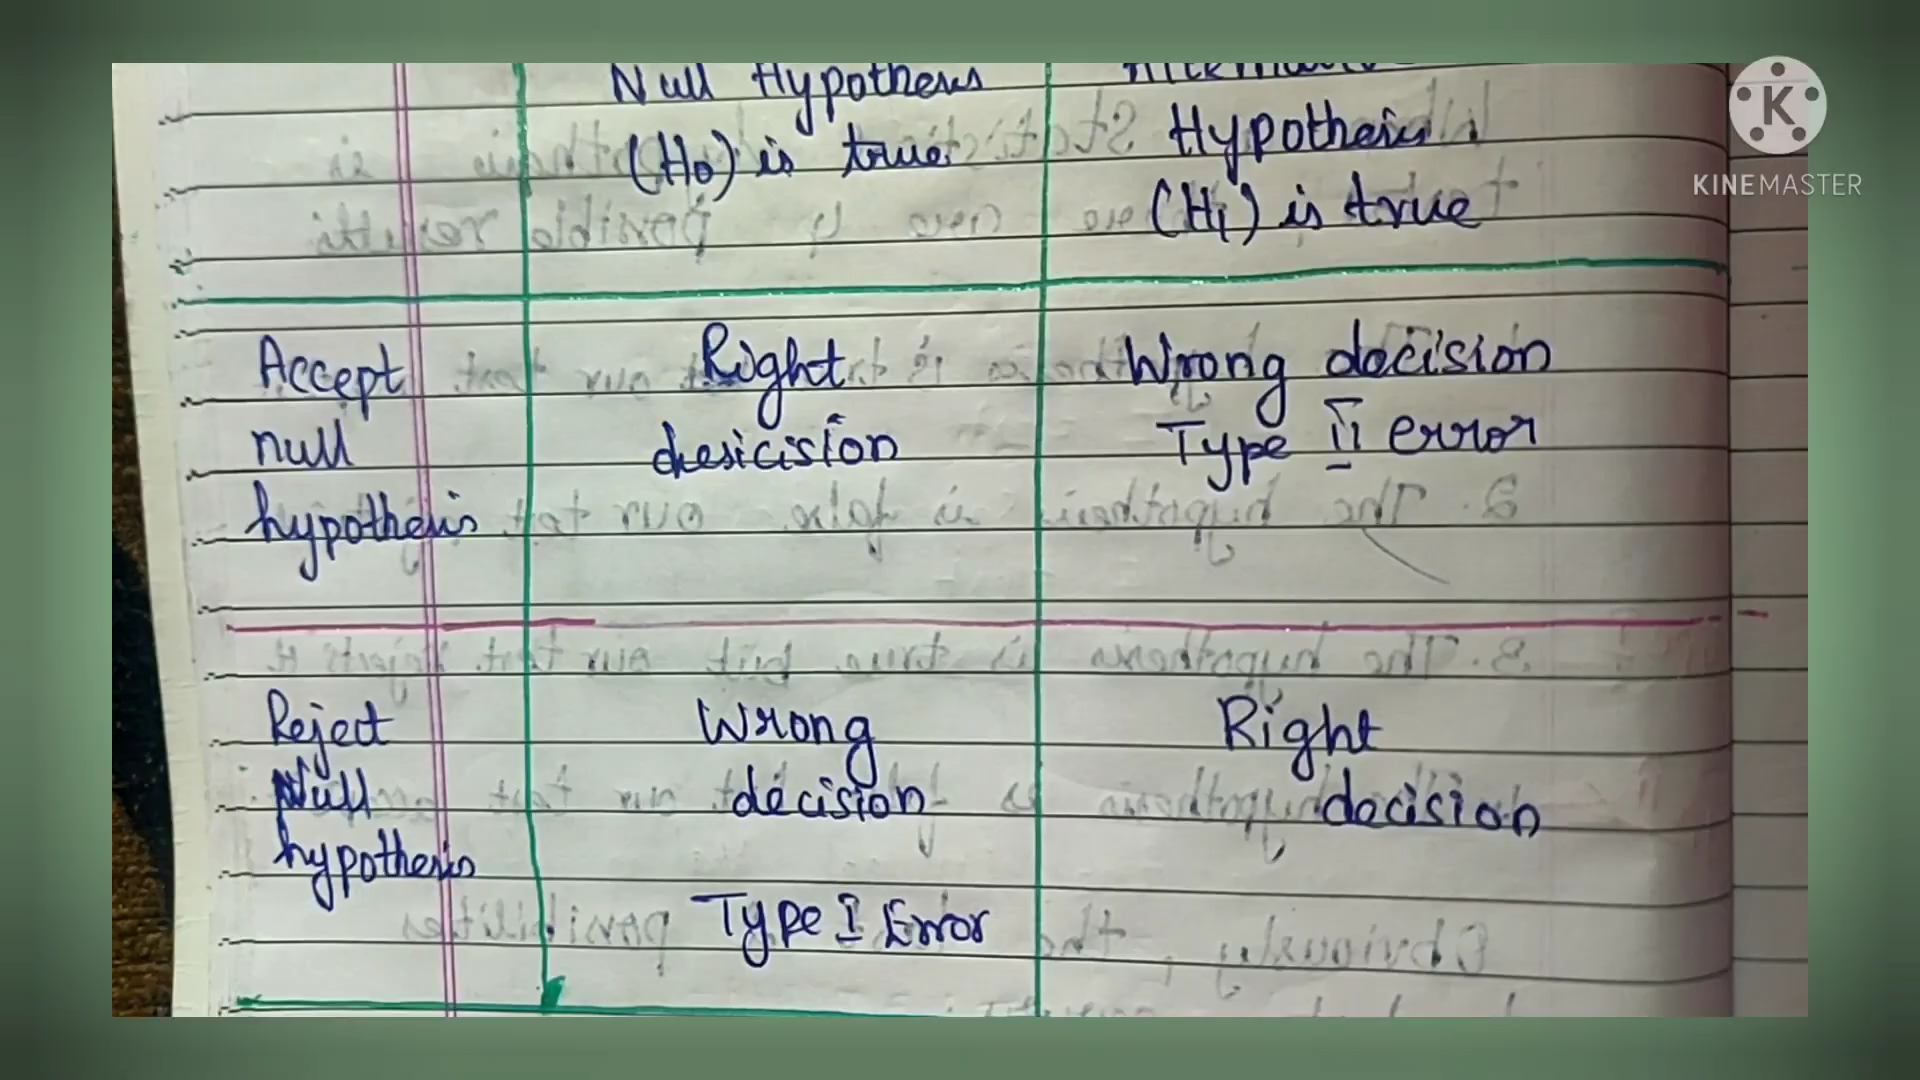 Null Hypothesis
(H0) is true
Hypothesis
(H1) is true
Accept
null
hypothesis
Right
desicision
Wrong decision
Type II error
Reject
Null
hypothesis
Wrong
decision
Type I Error
Right
decision
KINEMASTER